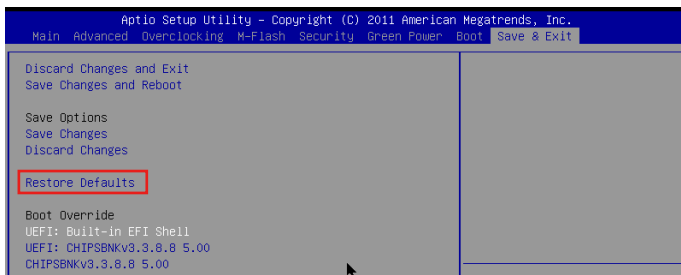 Aptio Setup Utility - Copyright (C) 2011 American Megatrends, Inc.
Main Advanced Overclocking M-Flash Security Green Power Boot Save & Exit
Discard Changes and Exit
Save Changes and Reboot
Save Options
Save Changes
Discard Changes
Restore Defaults
Boot Override
UEFI: Built-in EFI Shell
UEFI: CHIPSBNKv3.3.8.8 5.00
CHIPSBNKv3.3.8.8 5.00